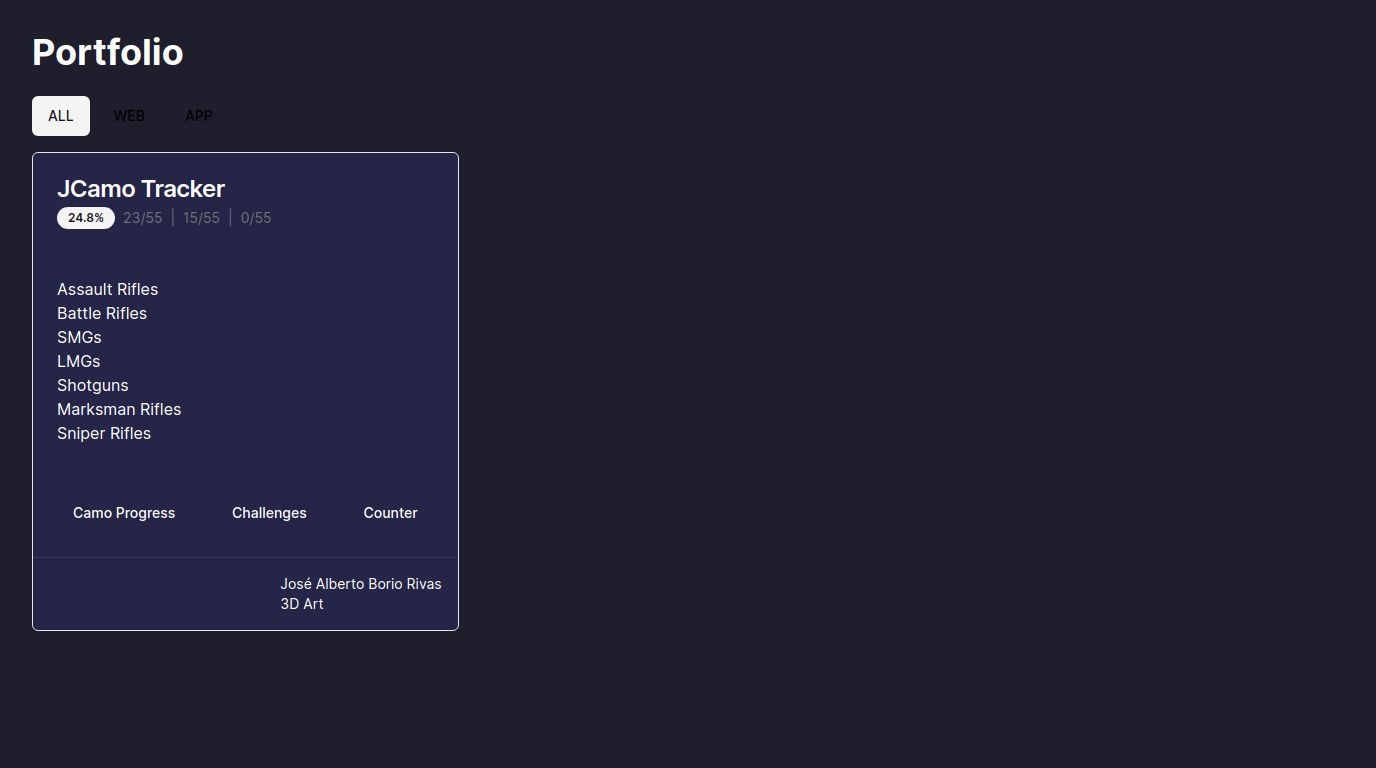 Portfolio
ALL WEB APP
JCamo Tracker
24.8% 23/55 | 15/55 | 0/55
Assault Rifles
Battle Rifles
SMGs
LMGs
Shotguns
Marksman Rifles
Sniper Rifles
Camo Progress Challenges Counter
José Alberto Borio Rivas
3D Art